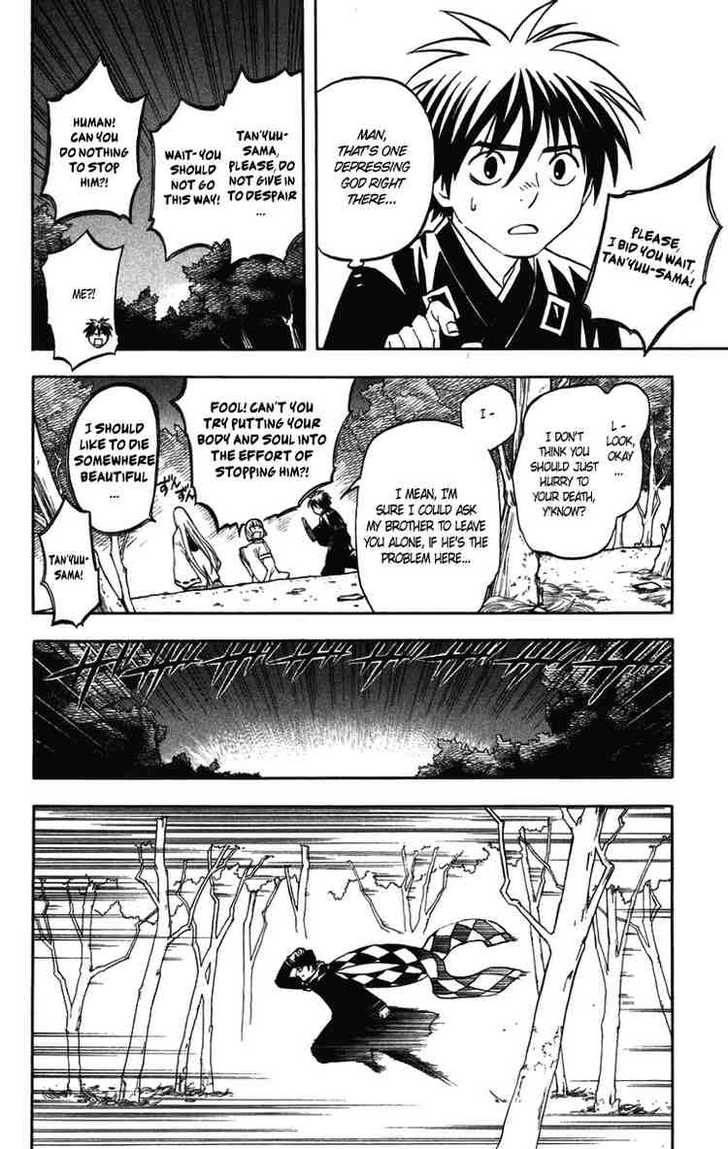 PLEASE,
I BID YOU WAIT,
TAN'YUU-SAMA!
MAN,
THAT'S ONE
DEPRESSING
GOD RIGHT
THERE...
TAN'YUU-
SAMA,
PLEASE, DO
NOT GIVE IN
TO DESPAIR
...
WAIT-YOU
SHOULD
NOT GO
THIS WAY!
HUMAN!
CAN YOU
DO NOTHING
TO STOP
HIM?!
ME?!
L-
LOOK,
OKAY
...
I DON'T
THINK YOU
SHOULD JUST
HURRY TO
YOUR DEATH,
Y'KNOW?
I -
I MEAN, I'M
SURE I COULD ASK
MY BROTHER TO LEAVE
YOU ALONE, IF HE'S THE
PROBLEM HERE...
FOOL! CAN'T YOU
TRY PUTTING YOUR
BODY AND SOUL INTO
THE EFFORT OF
STOPPING HIM?!
I SHOULD
LIKE TO DIE
SOMEWHERE
BEAUTIFUL
...
TAN'YUU-
SAMA!
ずん
ずん